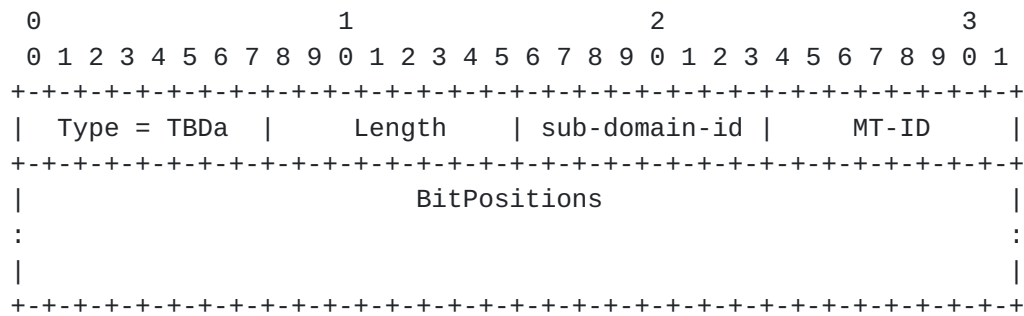 0                   1                   2                   3
 0 1 2 3 4 5 6 7 8 9 0 1 2 3 4 5 6 7 8 9 0 1 2 3 4 5 6 7 8 9 0 1
+-+-+-+-+-+-+-+-+-+-+-+-+-+-+-+-+-+-+-+-+-+-+-+-+-+-+-+-+-+-+-+-+
|  Type = TBDa  |     Length    | sub-domain-id |     MT-ID     |
+-+-+-+-+-+-+-+-+-+-+-+-+-+-+-+-+-+-+-+-+-+-+-+-+-+-+-+-+-+-+-+-+
|                         BitPositions                          |
:                                                               :
|                                                               |
+-+-+-+-+-+-+-+-+-+-+-+-+-+-+-+-+-+-+-+-+-+-+-+-+-+-+-+-+-+-+-+-+